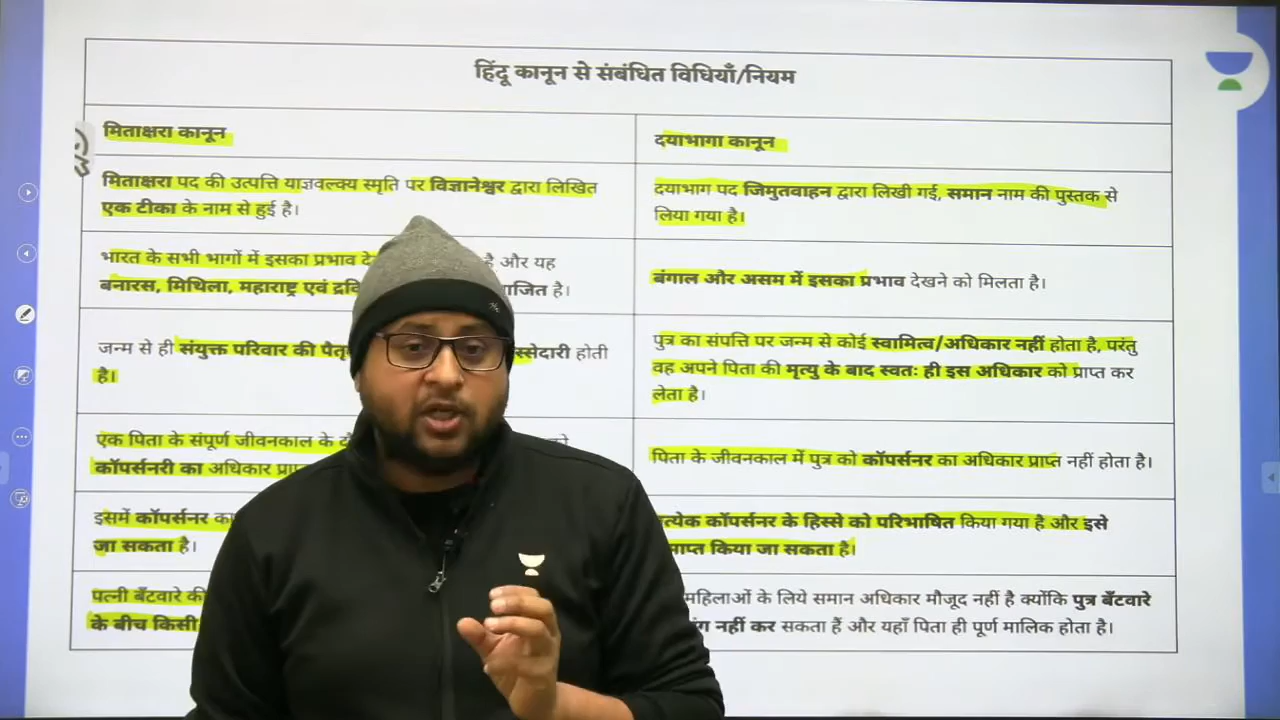 हिंदू कानून से संबंधित विधियाँ/नियम
मिताक्षरा कानून
दयाभागा कानून
मिताक्षरा पद की उत्पत्ति याज्ञवल्क्य स्मृति पर विज्ञानेश्वर द्वारा लिखित
एक टीका के नाम से हुई है।
दयाभाग पद जिमुतवाहन द्वारा लिखी गई, समान नाम की पुस्तक से
लिया गया है।
भारत के सभी भागों में इसका प्रभाव है और यह
बनारस, मिथिला, महाराष्ट्र एवं है।
बंगाल और असम में इसका प्रभाव देखने को मिलता है।
जन्म से ही संयुक्त परिवार की होती
है।
पुत्र का संपत्ति पर जन्म से कोई स्वामित्व/अधिकार नहीं होता है, परंतु
वह अपने पिता की मृत्यु के बाद स्वतः ही इस अधिकार को प्राप्त कर
लेता है।
एक पिता के संपूर्ण जीवनकाल के
कॉपर्सनरी का अधिकार
पिता के जीवनकाल में पुत्र को कॉपर्सनर का अधिकार प्राप्त नहीं होता है।
इसमें कॉपर्सनर
जा सकता है।
कॉपर्सनर के हिस्से को परिभाषित किया गया है और इसे
किया जा सकता है।
पत्नी बँटवारे की
के बीच किसी
महिलाओं के लिये समान अधिकार मौजूद नहीं है क्योंकि पुत्र बँटवारे
नहीं कर सकता हैं और यहाँ पिता ही पूर्ण मालिक होता है।